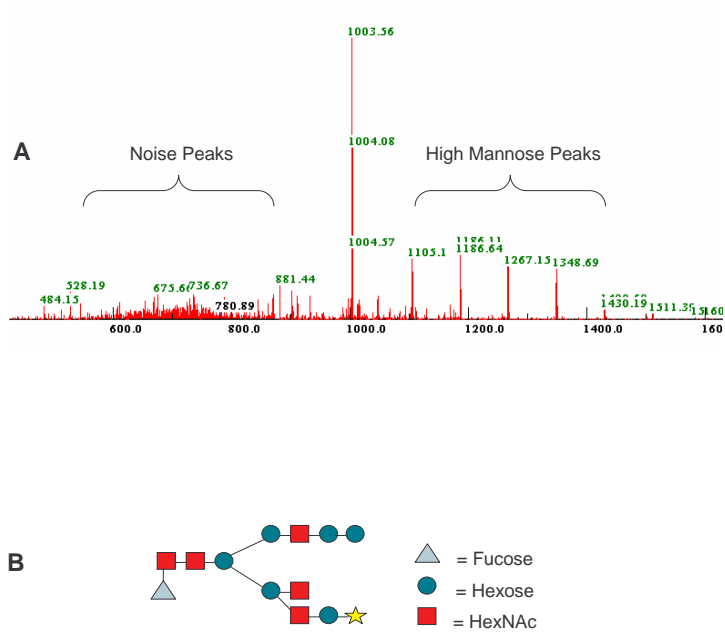 1003.56
A
Noise Peaks
1004.08
High Mannose Peaks
1004.57
1105.1
1186.64
1267.15
1348.69
484.15
528.19
675.60
736.67
780.89
881.44
1430.19
1511.39
600.0
800.0
1000.0
1200.0
1400.0
B
= Fucose
= Hexose
= HexNAc